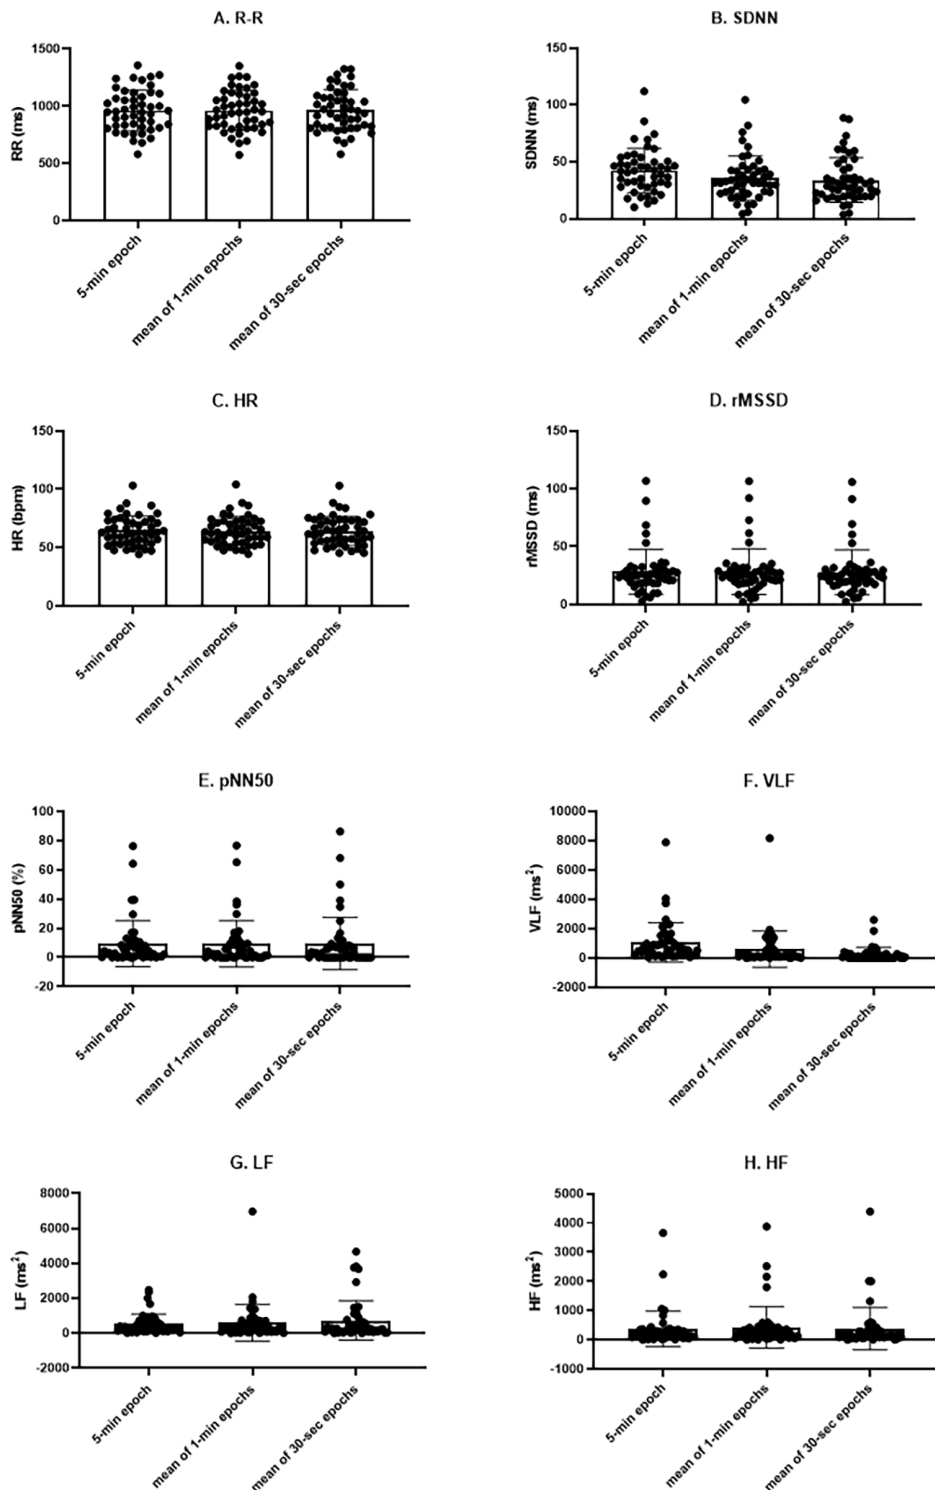 A. R-R
RR (ms)
1500
1000
500
0
5-min epoch
mean of 1-min epochs
mean of 30-sec epochs
B. SDNN
SDNN (ms)
150
100
50
0
5-min epoch
mean of 1-min epochs
mean of 30-sec epochs
C. HR
HR (bpm)
150
100
50
0
5-min epoch
mean of 1-min epochs
mean of 30-sec epochs
D. rMSSD
rMSSD (ms)
150
100
50
0
5-min epoch
mean of 1-min epochs
mean of 30-sec epochs
E. pNN50
pNN50 (%)
100
80
60
40
20
0
-20
5-min epoch
mean of 1-min epochs
mean of 30-sec epochs
F. VLF
VLF (ms²)
10000
8000
6000
4000
2000
0
-2000
5-min epoch
mean of 1-min epochs
mean of 30-sec epochs
G. LF
LF (ms²)
8000
6000
4000
2000
0
-2000
5-min epoch
mean of 1-min epochs
mean of 30-sec epochs
H. HF
HF (ms²)
5000
4000
3000
2000
1000
0
-1000
5-min epoch
mean of 1-min epochs
mean of 30-sec epochs